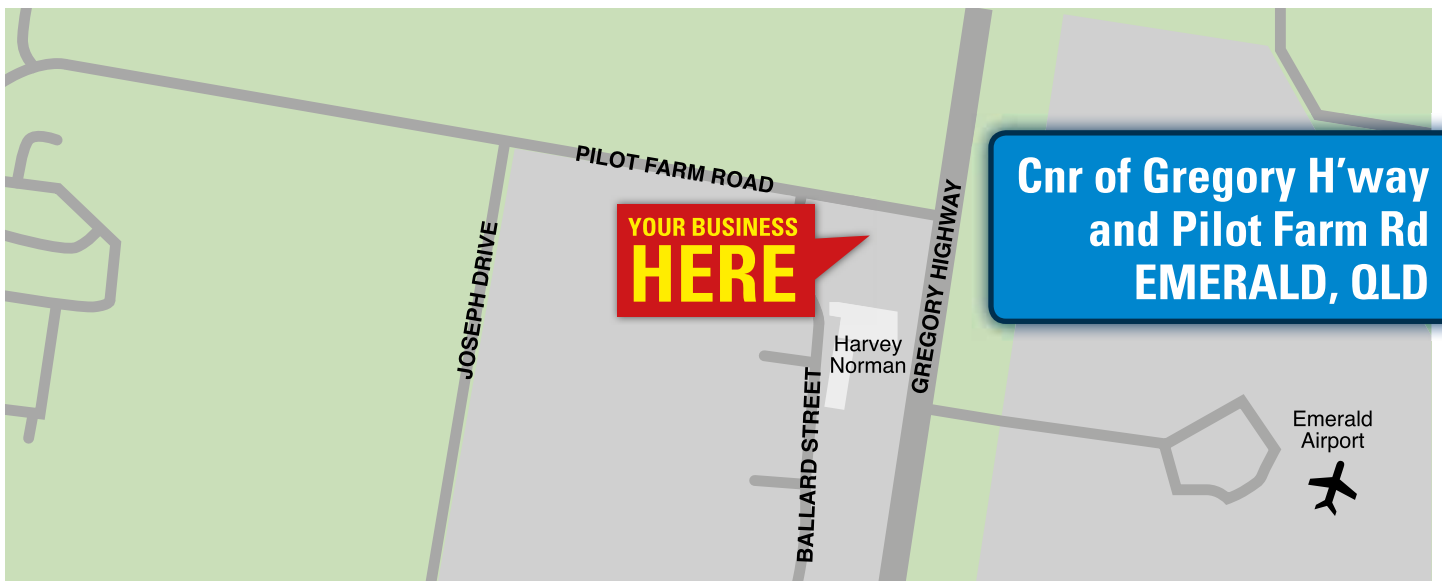 PILOT FARM ROAD
YOUR BUSINESS
HERE
JOSEPH DRIVE
GREGORY HIGHWAY
Cnr of Gregory H'way
and Pilot Farm Rd
EMERALD, QLD
Harvey
Norman
BALLARD STREET
Emerald
Airport